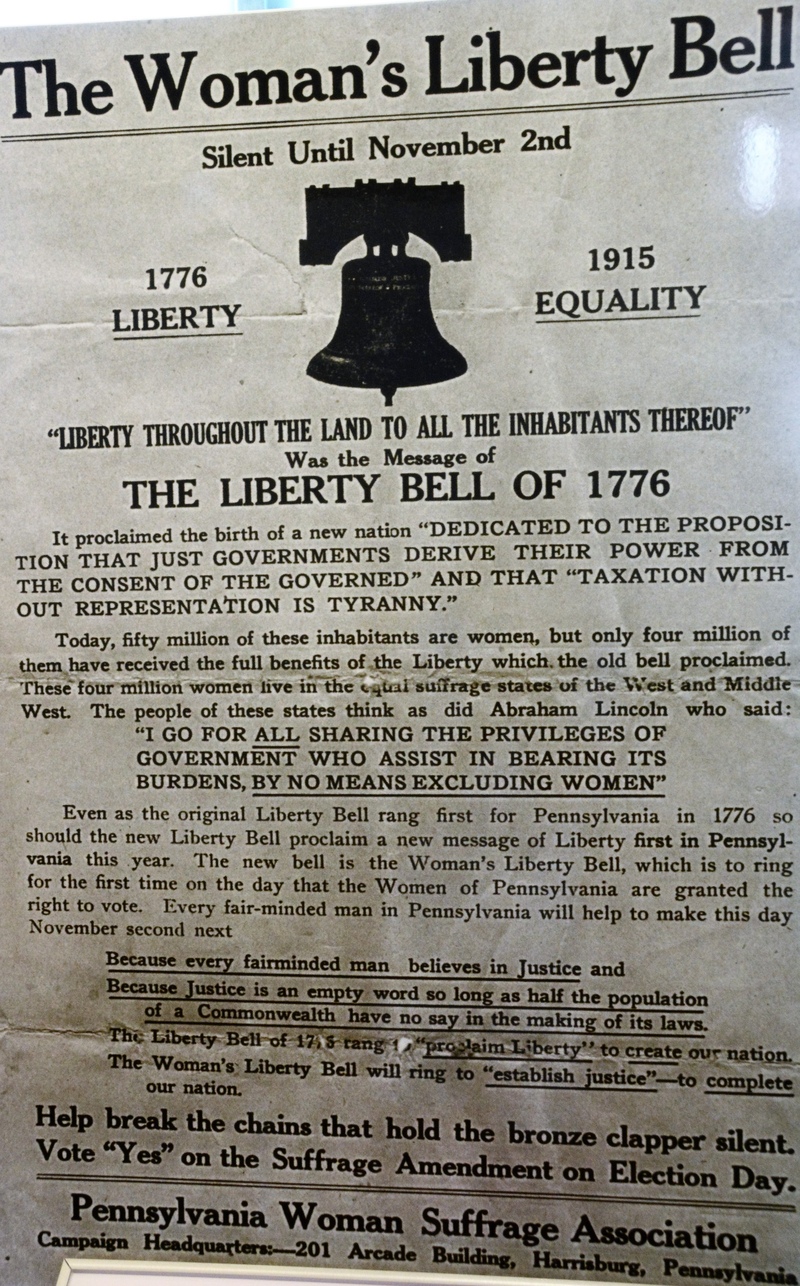 The Woman's Liberty Bell
Silent Until November 2nd
1776
LIBERTY
1915
EQUALITY
"LIBERTY THROUGHOUT THE LAND TO ALL THE INHABITANTS THEREOF"
Was the Message of
THE LIBERTY BELL OF 1776
It proclaimed the birth of a new nation "DEDICATED TO THE PROPOSI-
TION THAT JUST GOVERNMENTS DERIVE THEIR POWER FROM
THE CONSENT OF THE GOVERNED" AND THAT "TAXATION WITH-
OUT REPRESENTATION IS TYRANNY."
Today, fifty million of these inhabitants are women, but only four million of
them have received the full benefits of the Liberty which the old bell proclaimed.
These four million women live in the equal suffrage states of the West and Middle
West. The people of these states think as did Abraham Lincoln who said:
"I GO FOR ALL SHARING THE PRIVILEGES OF
GOVERNMENT WHO ASSIST IN BEARING ITS
BURDENS, BY NO MEANS EXCLUDING WOMEN"
Even as the original Liberty Bell rang first for Pennsylvania in 1776 so
should the new Liberty Bell proclaim a new message of Liberty first in Pennsyl-
vania this year. The new bell is the Woman's Liberty Bell, which is to ring
for the first time on the day that the Women of Pennsylvania are granted the
right to vote. Every fair-minded man in Pennsylvania will help to make this day
November second next
Because every fairminded man believes in Justice and
Because Justice is an empty word so long as half the population
of a Commonwealth have no say in the making of its laws.
The Liberty Bell of rang "proclaim Liberty" to create our nation.
The Woman's Liberty Bell will ring to "establish justice"—to complete
our nation.
Help break the chains that hold the bronze clapper silent.
Vote "Yes" on the Suffrage Amendment on Election Day.
Pennsylvania Woman Suffrage Association
Campaign Headquarters:—201 Arcade Building, Harrisburg, Pennsylvania